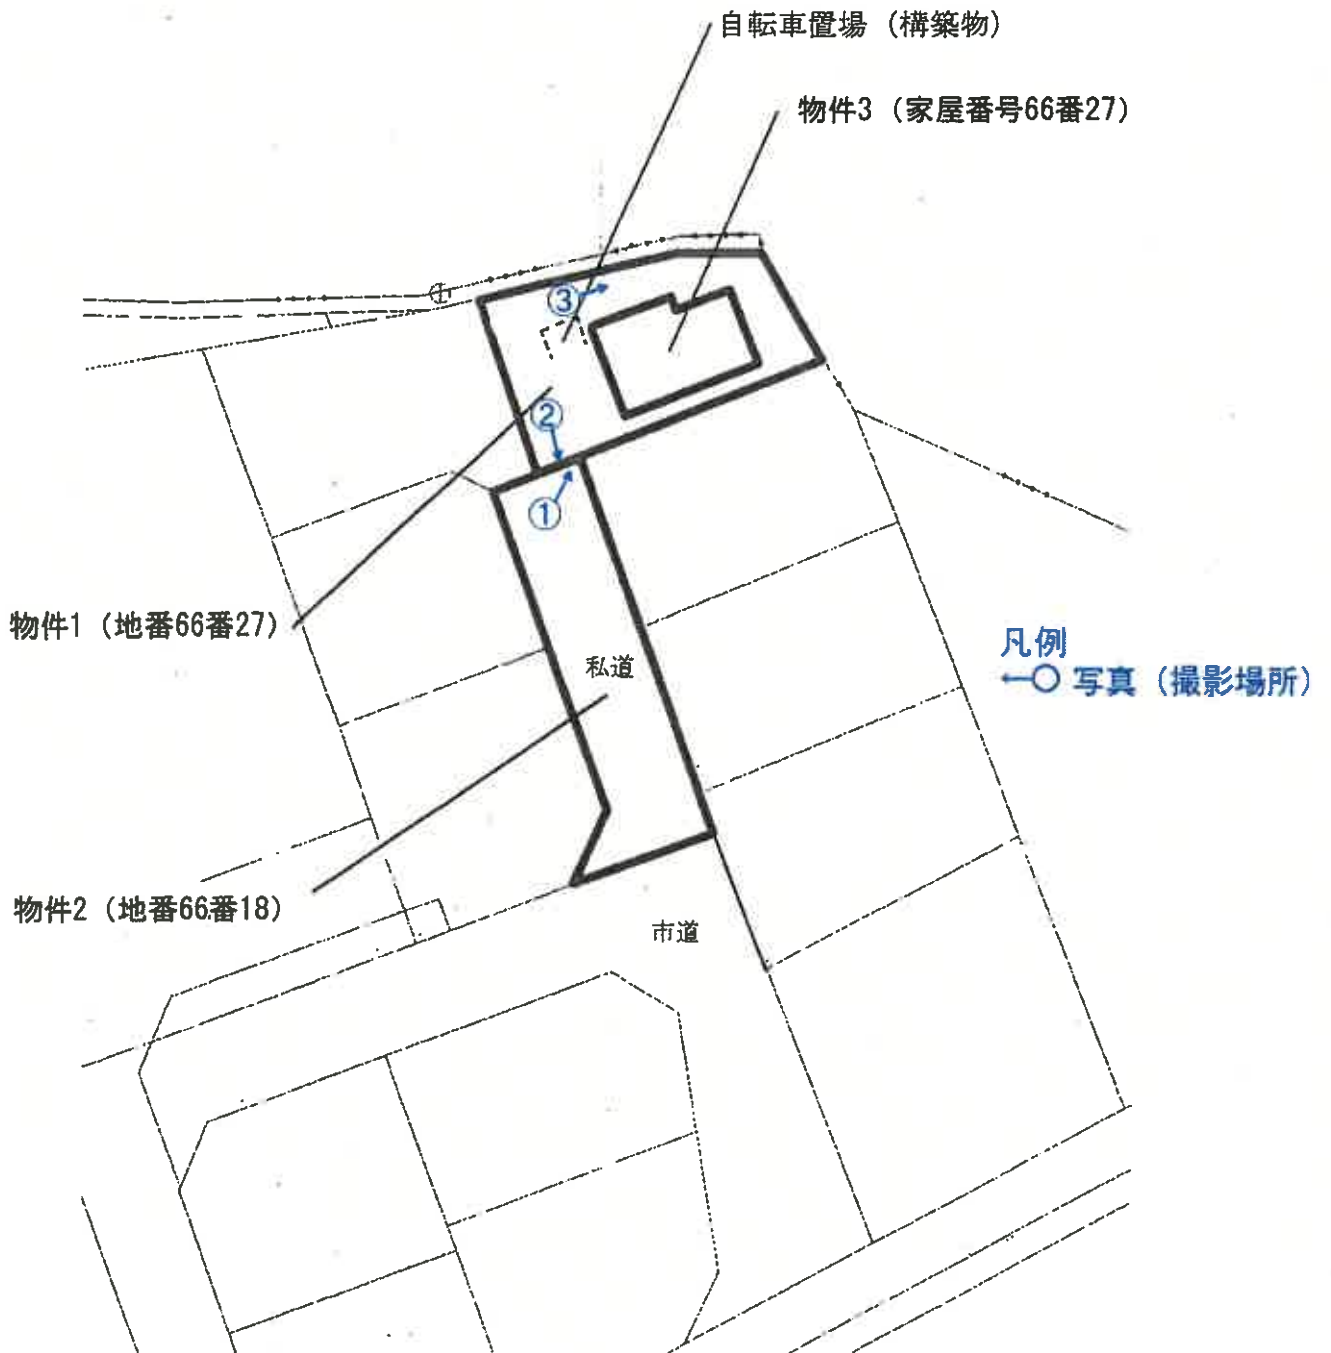 自転車置場（構築物）
物件3（家屋番号66番27）
③
②
①
物件1（地番66番27）
私道
凡例
←○ 写真（撮影場所）
物件2（地番66番18）
市道